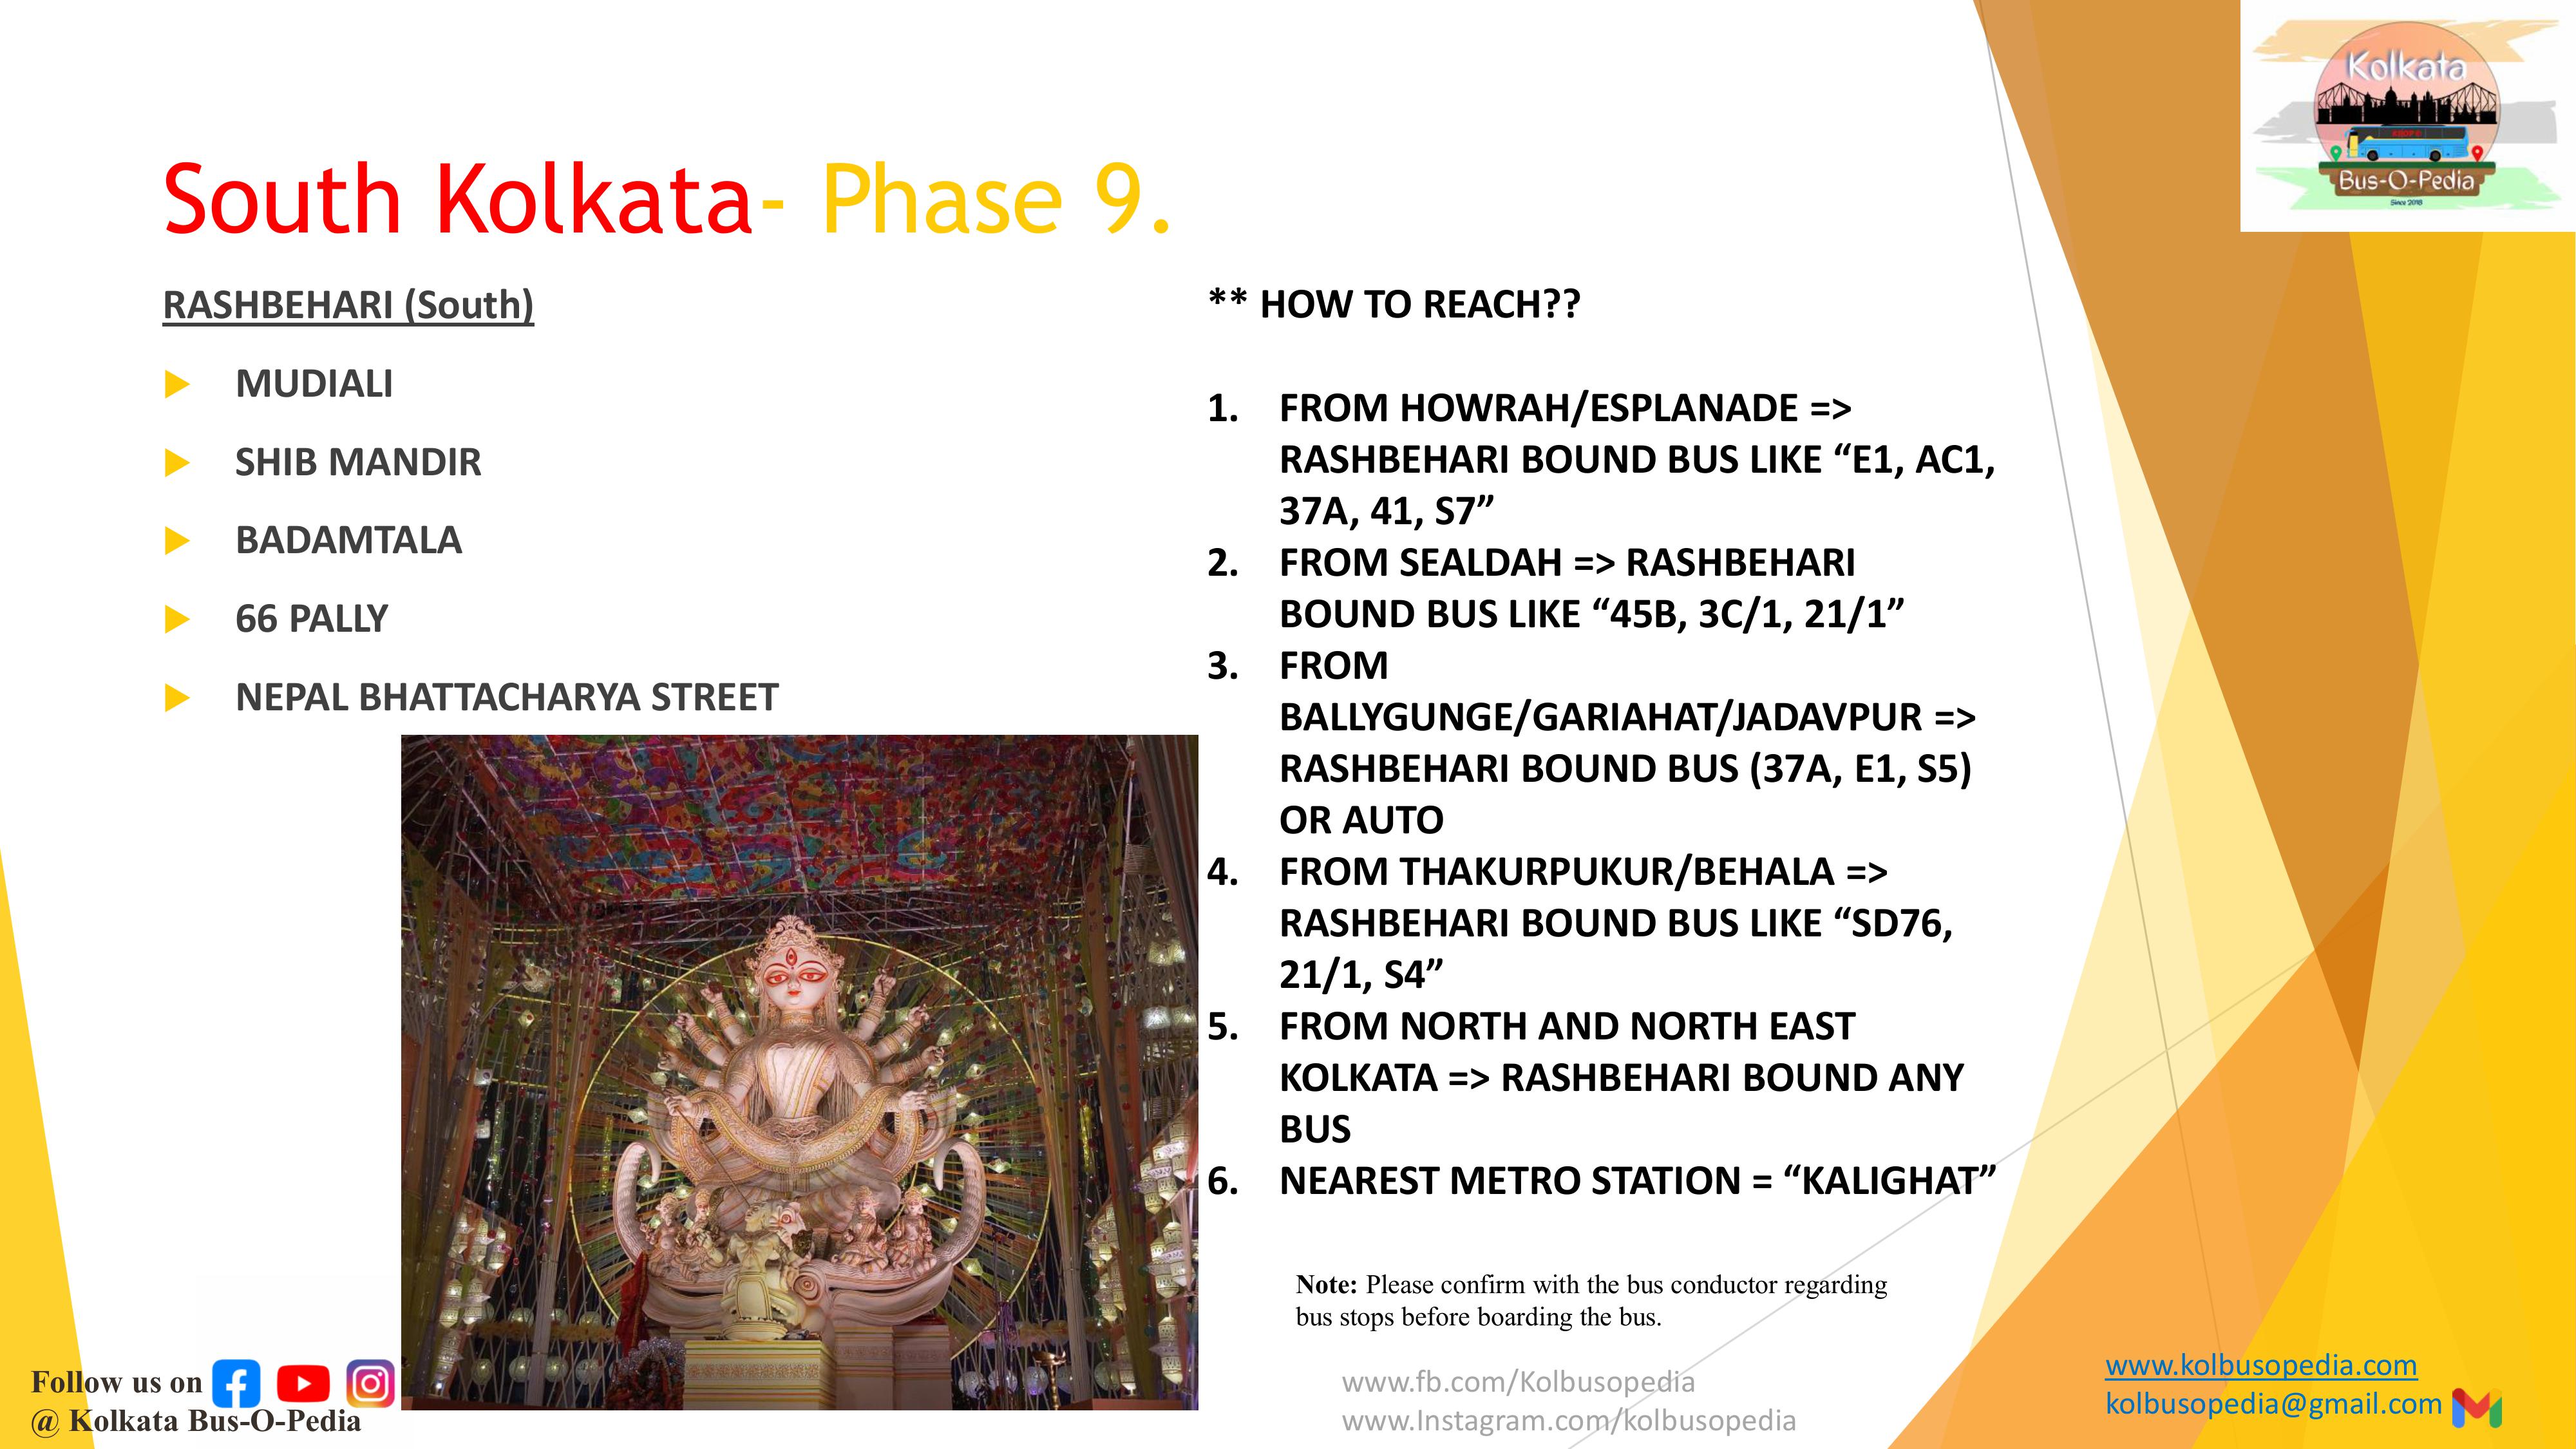 Kolkata
Bus-O-Pedia
Since 2018
South Kolkata- Phase 9.
RASHBEHARI (South)
MUDIALI
SHIB MANDIR
BADAMTALA
66 PALLY
NEPAL BHATTACHARYA STREET
** HOW TO REACH??
1. FROM HOWRAH/ESPLANADE =>
RASHBEHARI BOUND BUS LIKE “E1, AC1,
37A, 41, S7”
2. FROM SEALDAH => RASHBEHARI
BOUND BUS LIKE “45B, 3C/1, 21/1”
3. FROM
BALLYGUNGE/GARIAHAT/JADAVPUR =>
RASHBEHARI BOUND BUS (37A, E1, S5)
OR AUTO
4. FROM THAKURPUKUR/BEHALA =>
RASHBEHARI BOUND BUS LIKE “SD76,
21/1, S4”
5. FROM NORTH AND NORTH EAST
KOLKATA => RASHBEHARI BOUND ANY
BUS
6. NEAREST METRO STATION = “KALIGHAT”
Note: Please confirm with the bus conductor regarding
bus stops before boarding the bus.
Follow us on
@ Kolkata Bus-O-Pedia
www.fb.com/Kolbusopedia
www.Instagram.com/kolbusopedia
www.kolbusopedia.com
kolbusopedia@gmail.com